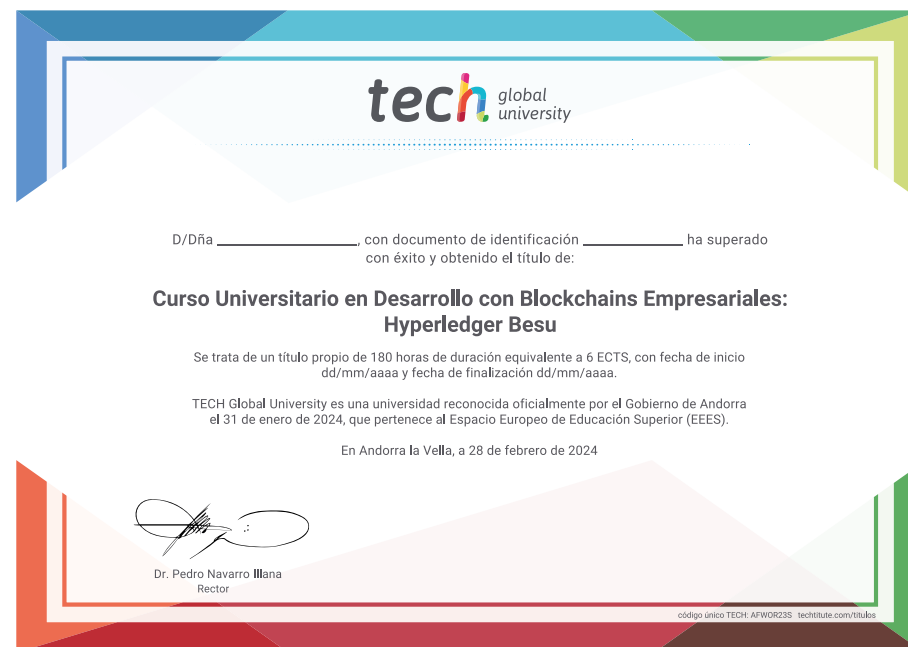 tech global university
D/Dña ______________, con documento de identificación __________ ha superado
con éxito y obtenido el título de:
Curso Universitario en Desarrollo con Blockchains Empresariales:
Hyperledger Besu
Se trata de un título propio de 180 horas de duración equivalente a 6 ECTS, con fecha de inicio
dd/mm/aaaa y fecha de finalización dd/mm/aaaa.
TECH Global University es una universidad reconocida oficialmente por el Gobierno de Andorra
el 31 de enero de 2024, que pertenece al Espacio Europeo de Educación Superior (EEES).
En Andorra la Vella, a 28 de febrero de 2024
Dr. Pedro Navarro Illana
Rector
código único TECH: AFWOR23S techtitute.com/titulos